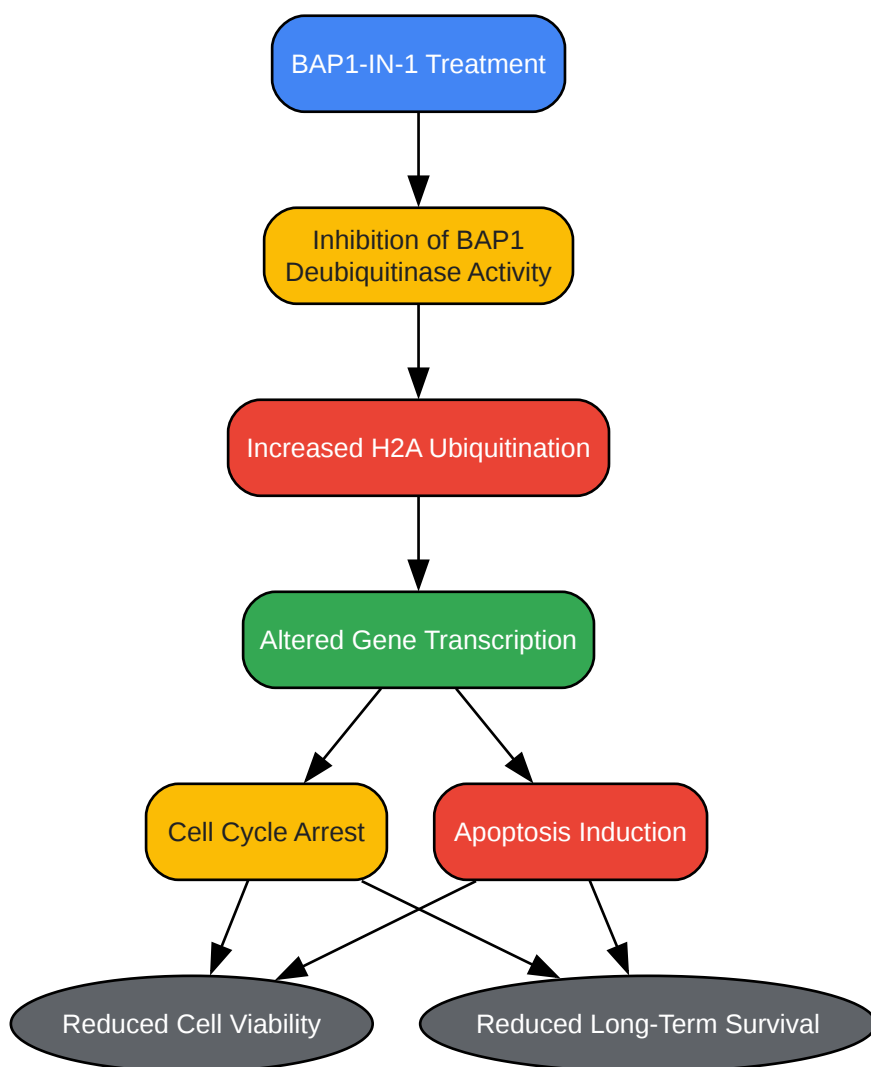 BAP1-IN-1 Treatment
Inhibition of BAP1
Deubiquitinase Activity
Increased H2A Ubiquitination
Altered Gene Transcription
Cell Cycle Arrest
Apoptosis Induction
Reduced Cell Viability
Reduced Long-Term Survival